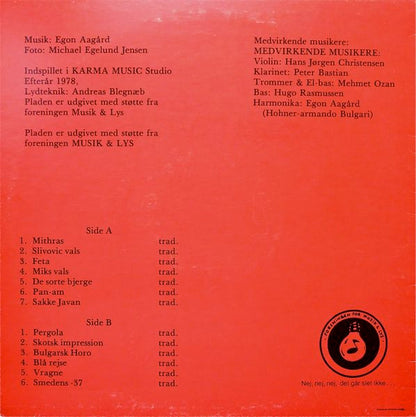 Musik: Egon Aagård
Foto: Michael Egelund Jensen
Indspillet i KARMA MUSIC Studio
Efterår 1978,
Lydteknik: Andreas Blegnæb
Pladen er udgivet med støtte fra
foreningen Musik & Lys
Pladen er udgivet med støtte fra
foreningen MUSIK & LYS
Medvirkende musikere:
MEDVIRKENDE MUSIKERE:
Violin: Hans Jørgen Christensen
Klarinet: Peter Bastian
Trommer & El-bas: Mehmet Ozan
Bas: Hugo Rasmussen
Harmonika: Egon Aagård
(Hohner-armando Bulgari)
Side A
1. Mithras trad.
2. Slivovic vals trad.
3. Feta trad.
4. Miks vals trad.
5. De sorte bjerge trad.
6. Pan-am trad.
7. Sakke Javan trad.
Side B
1. Pergola trad.
2. Skotsk impression trad.
3. Bulgarsk Horo trad.
4. Blå rejse trad.
5. Vragne trad.
6. Smedens -37 trad.
FORENINGEN FOR MUSIK & LYS
Nej, nej, nej, det går slet ikke. . .